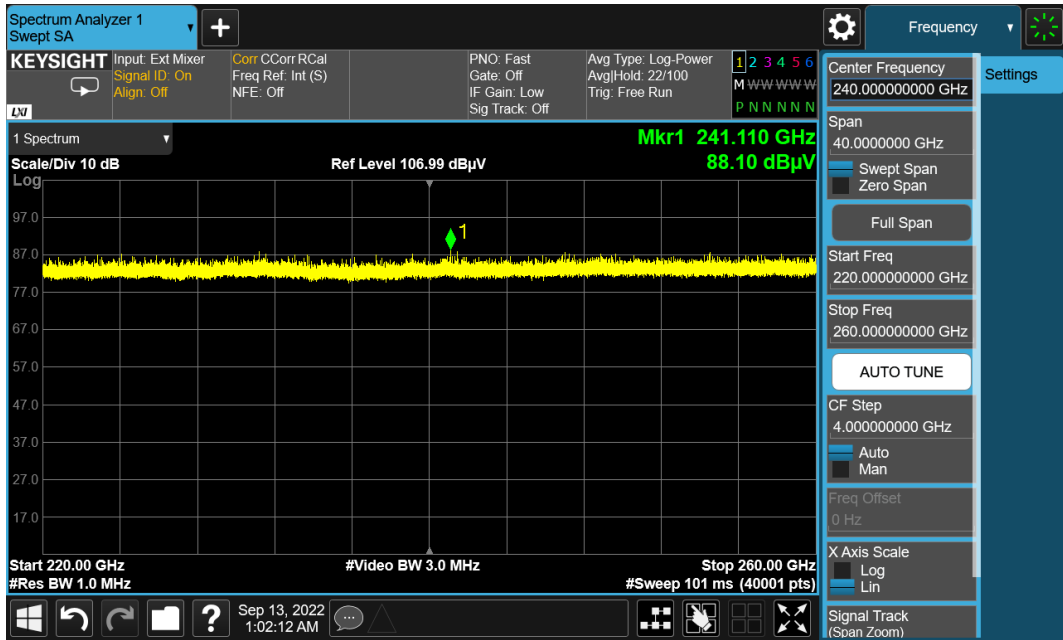 Spectrum Analyzer 1
Swept SA
Frequency
KEYSIGHT
LXI
Input: Ext Mixer
Signal ID: On
Align: Off
Corr CCorr RCal
Freq Ref: Int (S)
NFE: Off
PNO: Fast
Gate: Off
IF Gain: Low
Sig Track: Off
Avg Type: Log-Power
Avg|Hold: 22/100
Trig: Free Run
1 2 3 4 5 6
M W W W W W
P N N N N N
1 Spectrum
Scale/Div 10 dB
Log
Ref Level 106.99 dBµV
Mkr1 241.110 GHz
88.10 dBµV
1
97.0
87.0
77.0
67.0
57.0
47.0
37.0
27.0
17.0
Start 220.00 GHz
#Res BW 1.0 MHz
#Video BW 3.0 MHz
Stop 260.00 GHz
#Sweep 101 ms (40001 pts)
Center Frequency
240.000000000 GHz
Settings
Span
40.0000000 GHz
Swept Span
Zero Span
Full Span
Start Freq
220.000000000 GHz
Stop Freq
260.000000000 GHz
AUTO TUNE
CF Step
4.000000000 GHz
Auto
Man
Freq Offset
0 Hz
X Axis Scale
Log
Lin
Signal Track
(Span Zoom)
?
Sep 13, 2022
1:02:12 AM